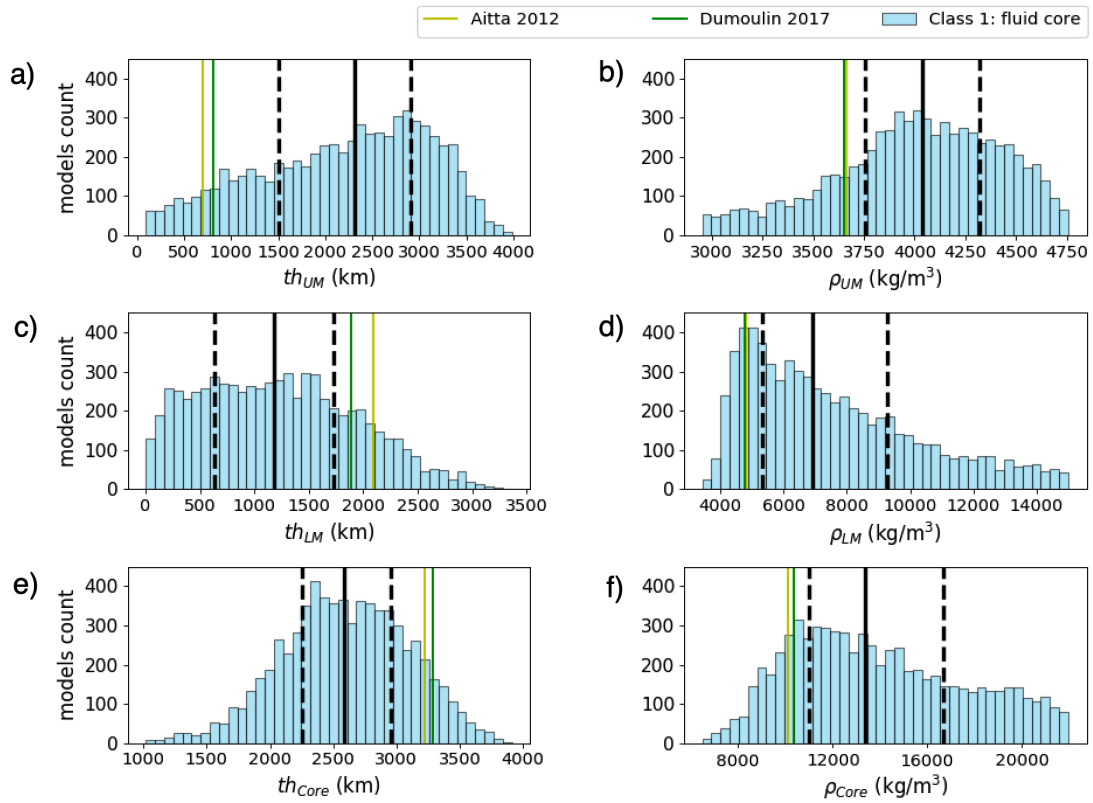 Aitta 2012 Dumoulin 2017 Class 1: fluid core
a) b)
models count
400 400
300 300
200 200
100 100
0 0
0 500 1000 1500 2000 2500 3000 3500 4000 3000 3250 3500 3750 4000 4250 4500 4750
th_UM (km) ρ_UM (kg/m³)
c) d)
models count
400 400
300 300
200 200
100 100
0 0
0 500 1000 1500 2000 2500 3000 3500 4000 6000 8000 10000 12000 14000
th_LM (km) ρ_LM (kg/m³)
e) f)
models count
400 400
300 300
200 200
100 100
0 0
1000 1500 2000 2500 3000 3500 4000 8000 12000 16000 20000
th_Core (km) ρ_Core (kg/m³)